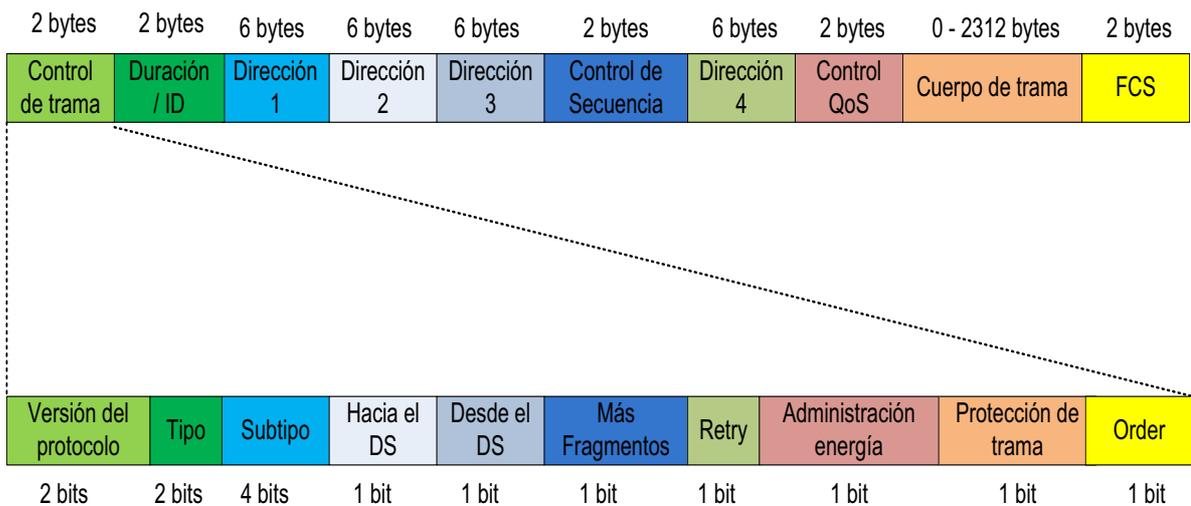 2 bytes 2 bytes 6 bytes 6 bytes 6 bytes 2 bytes 6 bytes 2 bytes 0 - 2312 bytes 2 bytes
Control de trama
Duración / ID
Dirección 1
Dirección 2
Dirección 3
Control de Secuencia
Dirección 4
Control QoS
Cuerpo de trama
FCS
Versión del protocolo
Tipo
Subtipo
Hacia el DS
Desde el DS
Más Fragmentos
Retry
Administración energía
Protección de trama
Order
2 bits 2 bits 4 bits 1 bit 1 bit 1 bit 1 bit 1 bit 1 bit 1 bit